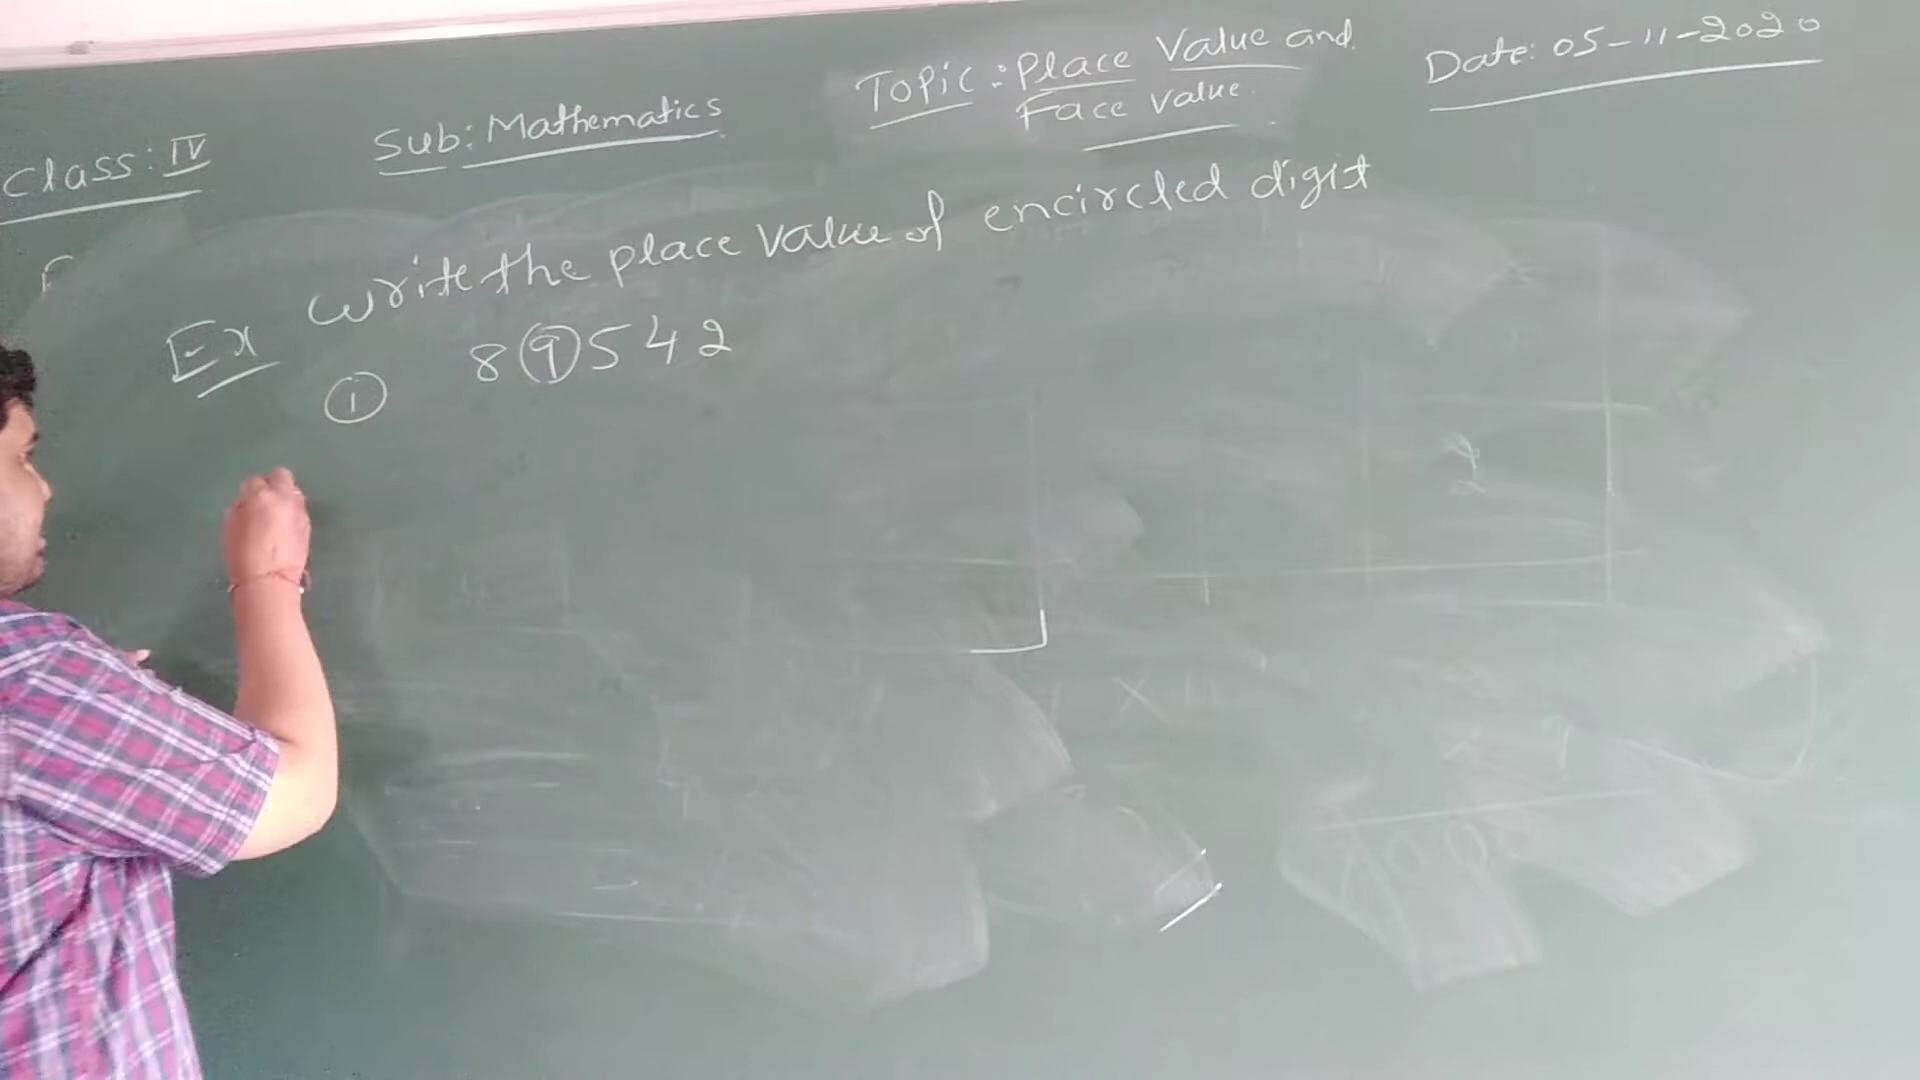 Class: IV
Sub: Mathematics
Topic: Place Value and
Face Value.
Date: 05-11-2020
Ex Write the place value of encircled digit
① 8⑨542